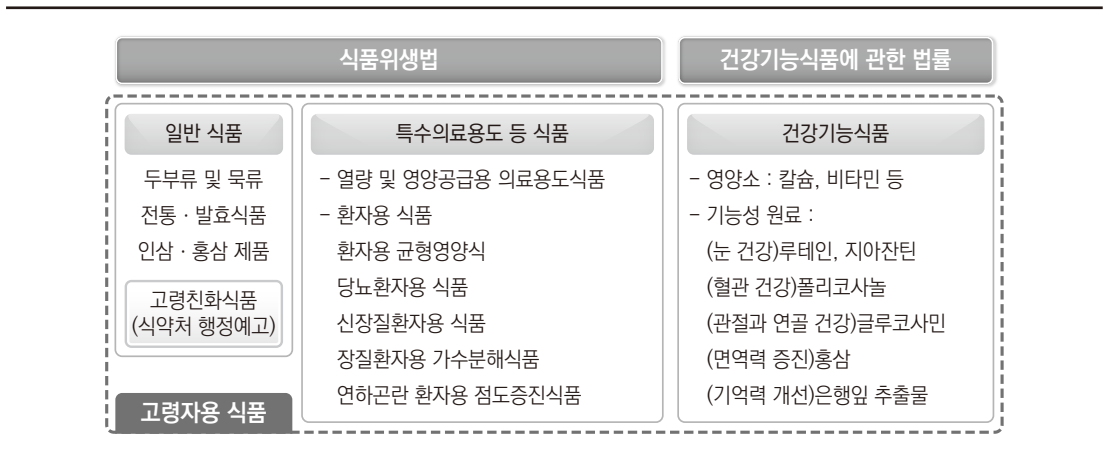 식품위생법
건강기능식품에 관한 법률
일반 식품
두부류 및 묵류
전통 · 발효식품
인삼 · 홍삼 제품
고령친화식품
(식약처 행정예고)
고령자용 식품
특수의료용도 등 식품
– 열량 및 영양공급용 의료용도식품
– 환자용 식품
환자용 균형영양식
당뇨환자용 식품
신장질환자용 식품
장질환자용 가수분해식품
연하곤란 환자용 점도증진식품
건강기능식품
– 영양소 : 칼슘, 비타민 등
– 기능성 원료 :
(눈 건강)루테인, 지아잔틴
(혈관 건강)폴리코사놀
(관절과 연골 건강)글루코사민
(면역력 증진)홍삼
(기억력 개선)은행잎 추출물